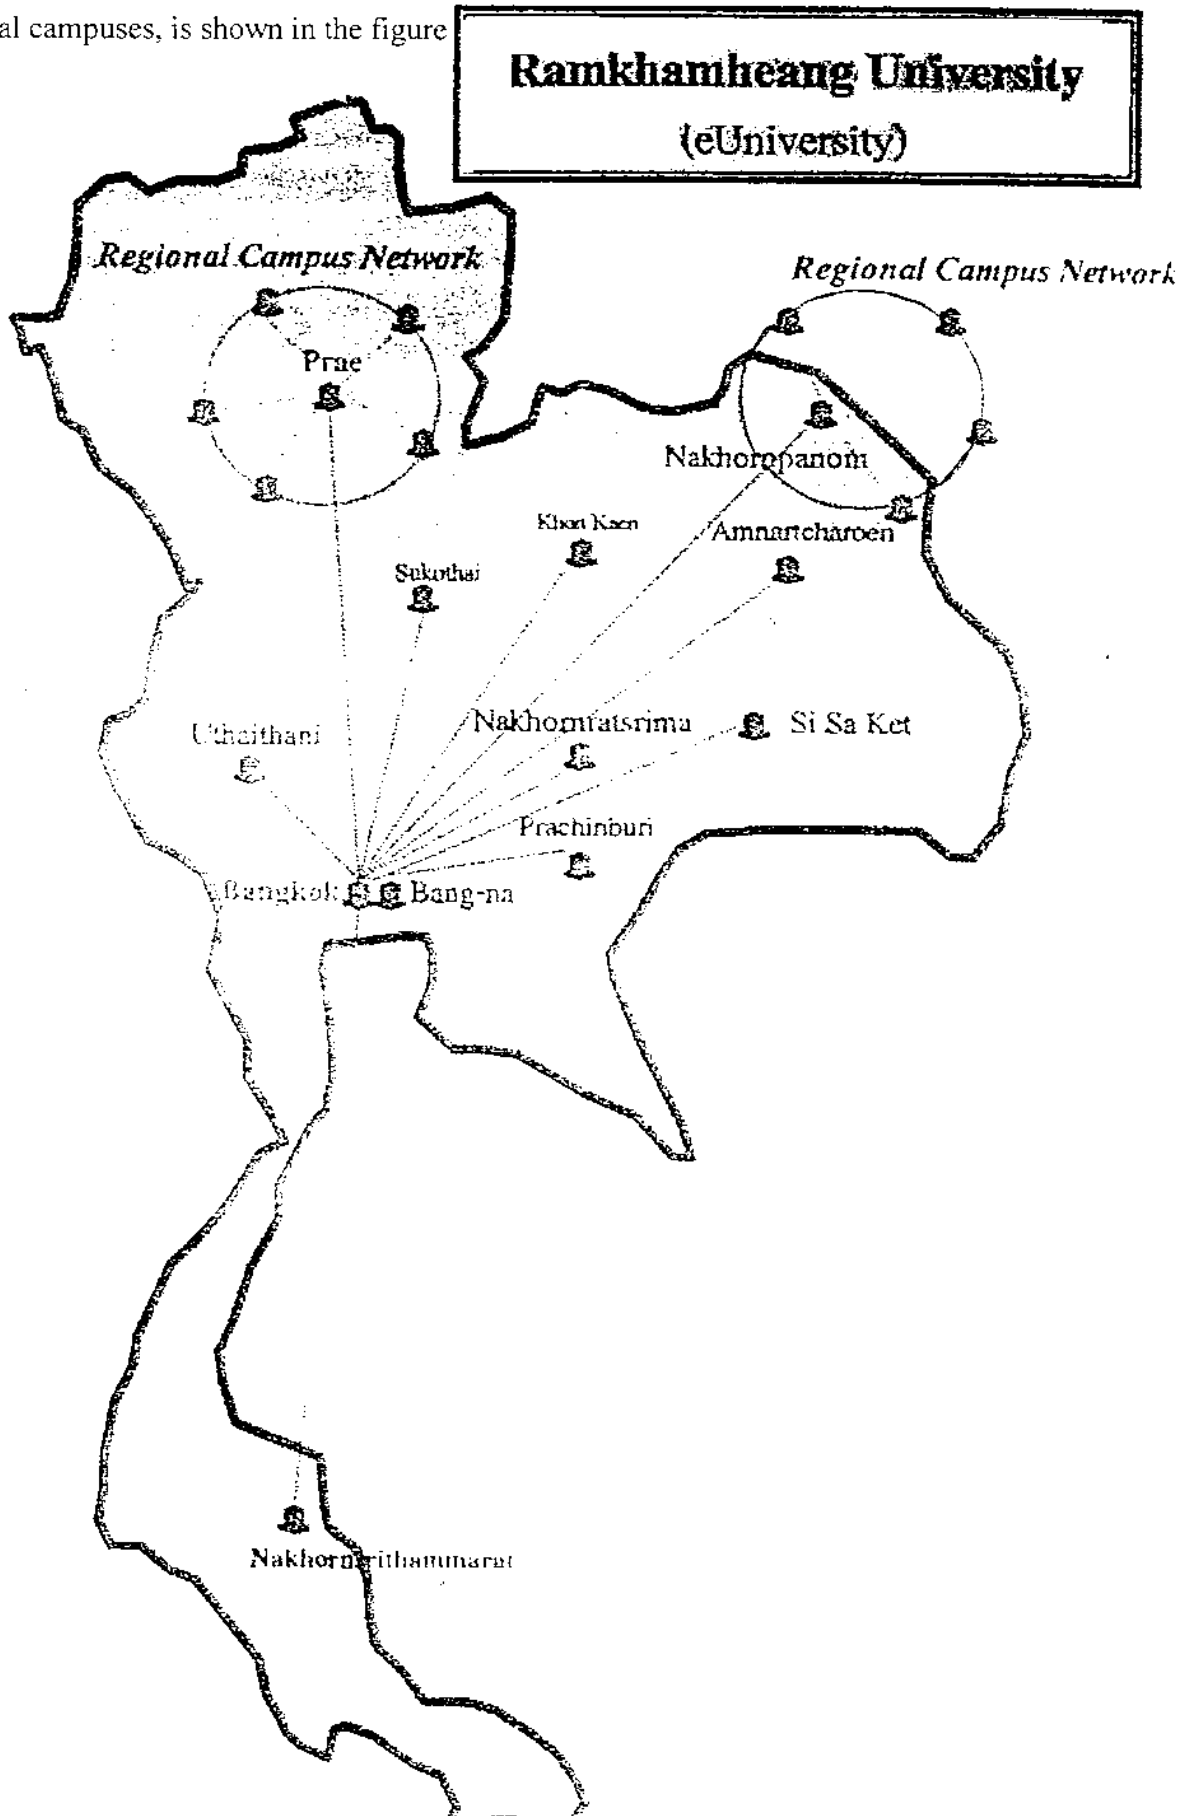 al campuses, is shown in the figure
Ramkhamheang University
(eUniversity)
Regional Campus Network
Regional Campus Network
Prae
Nakhornpanom
Khon Kaen
Amnartcharoen
Sukothai
Nakhornratsrima
Si Sa Ket
Uthaithani
Prachinburi
Bangkok
Bang-na
Nakhornsrithammarat